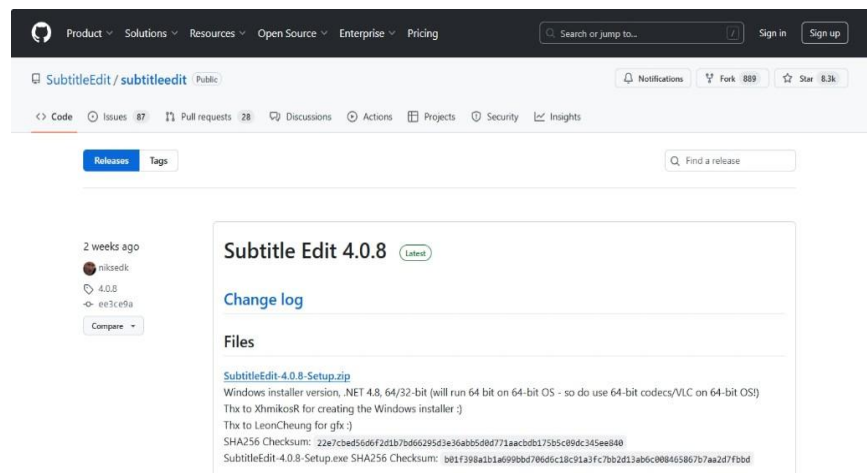 Product Solutions Resources Open Source Enterprise Pricing Search or jump to... / Sign in Sign up
SubtitleEdit / subtitleedit Public Notifications Fork 889 Star 8.3k
<> Code Issues 87 Pull requests 28 Discussions Actions Projects Security Insights
Releases Tags Find a release
2 weeks ago
niksedk
4.0.8
ee3ce9a
Compare
Subtitle Edit 4.0.8 Latest
Change log
Files
SubtitleEdit-4.0.8-Setup.zip
Windows installer version, .NET 4.8, 64/32-bit (will run 64 bit on 64-bit OS - so do use 64-bit codecs/VLC on 64-bit OS!)
Thx to XhmikosR for creating the Windows installer :)
Thx to LeonCheung for gfx :)
SHA256 Checksum: 22e7cbed56d6f2d1b7bd66295d3e36abb5d0d771aacbdb175b5c09dc345ee840
SubtitleEdit-4.0.8-Setup.exe SHA256 Checksum: b01f398a1b1a699bbd706d6c18c91a3fc7bb2d13ab6c008465867b7aa2d7fbbd